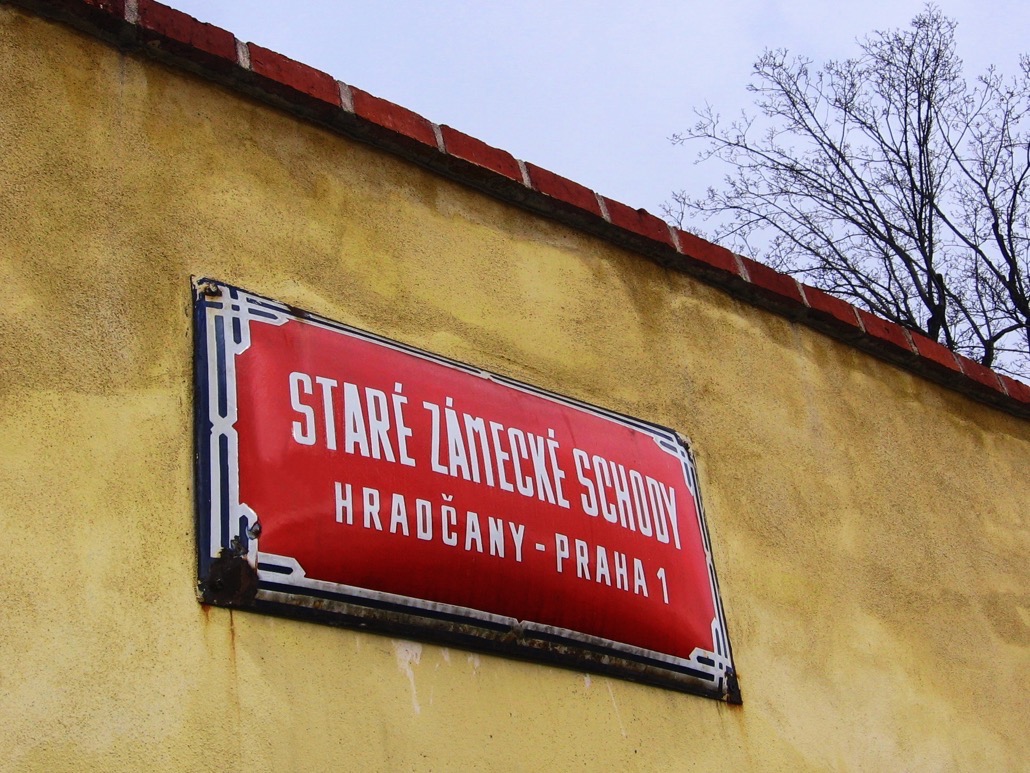 STARÉ ZÁMECKÉ SCHODY
HRADČANY - PRAHA 1